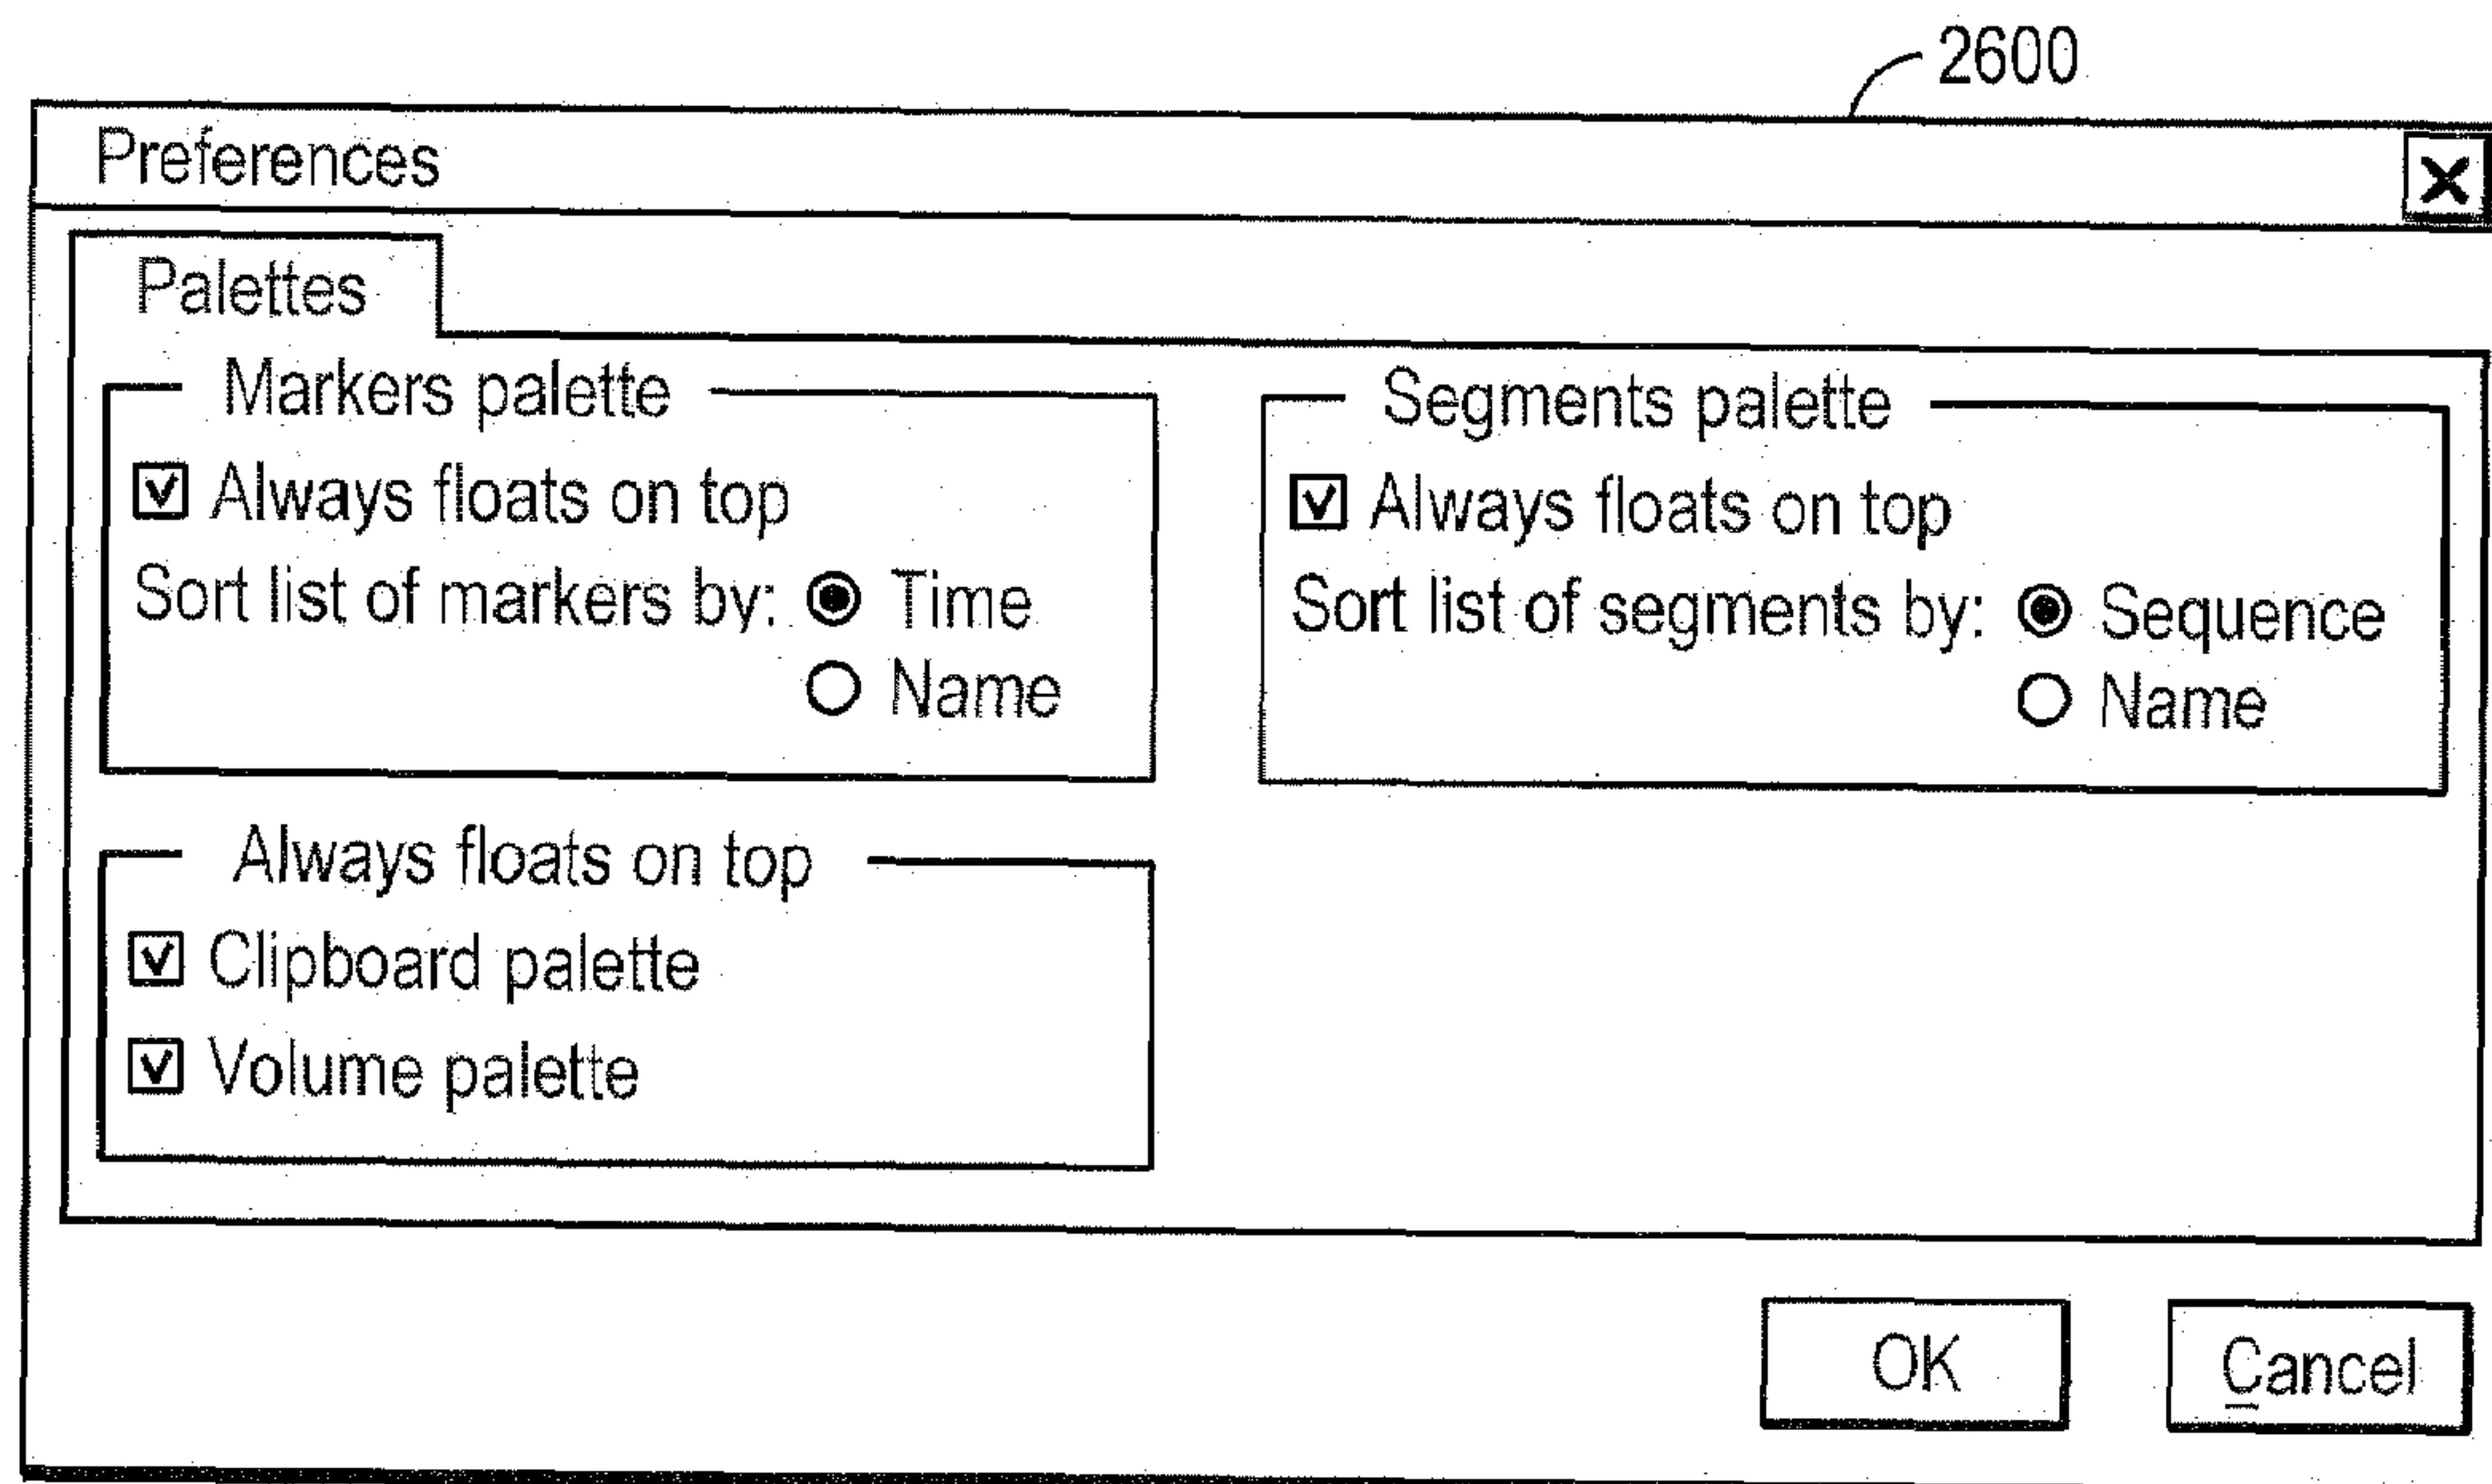 2600
Preferences
Palettes
Markers palette
Always floats on top
Sort list of markers by: Time
Name
Segments palette
Always floats on top
Sort list of segments by: Sequence
Name
Always floats on top
Clipboard palette
Volume palette
OK
Cancel